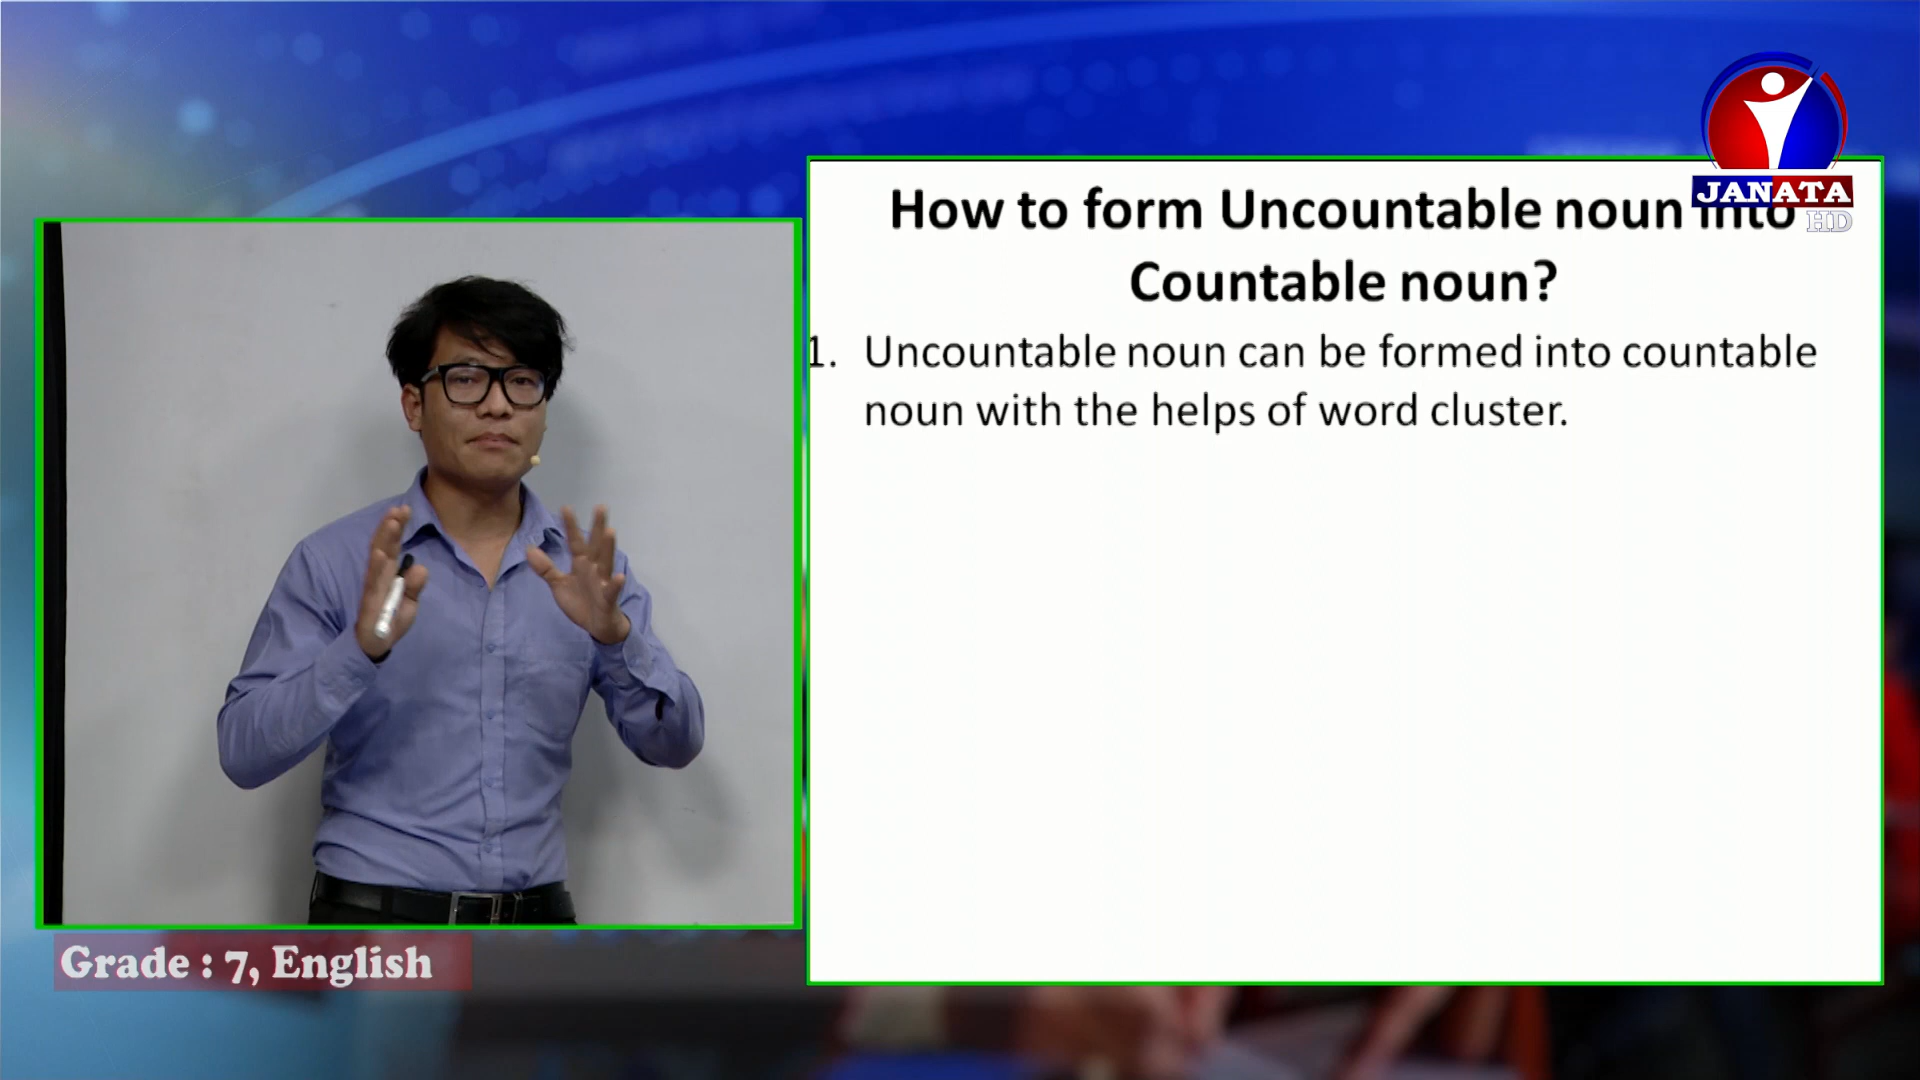 JANATA
HD
How to form Uncountable noun into
Countable noun?
1. Uncountable noun can be formed into countable
noun with the helps of word cluster.
Grade : 7, English